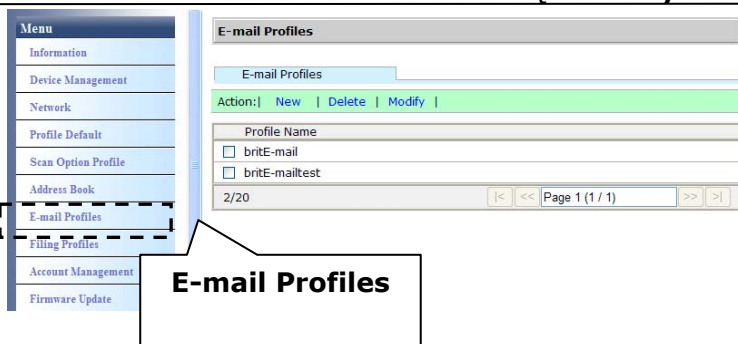 Menu
Information
Device Management
Network
Profile Default
Scan Option Profile
Address Book
E-mail Profiles
Filing Profiles
Account Management
Firmware Update
E-mail Profiles
E-mail Profiles
Action:| New | Delete | Modify |
Profile Name
britE-mail
britE-mailtest
2/20 |< << Page 1 (1 / 1) >> >|
E-mail Profiles